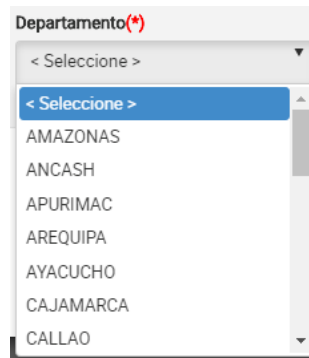 Departamento(*)
< Seleccione >
< Seleccione >
AMAZONAS
ANCASH
APURIMAC
AREQUIPA
AYACUCHO
CAJAMARCA
CALLAO